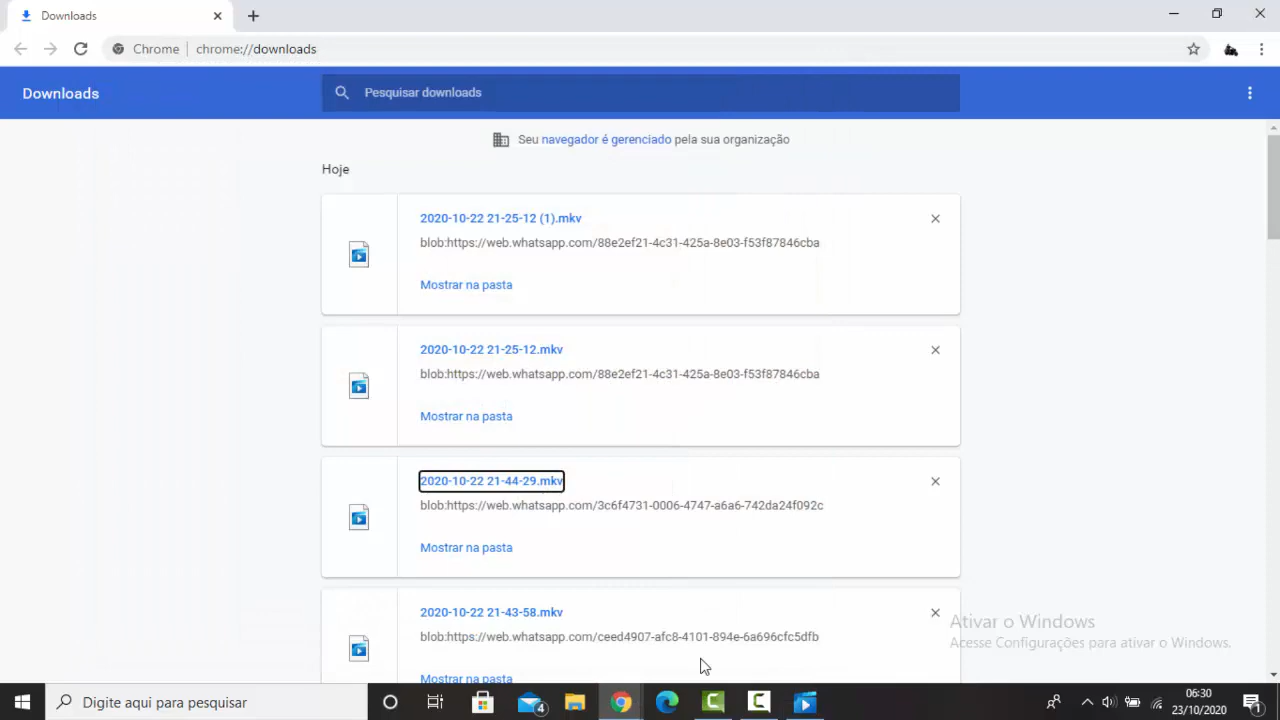 Downloads
Chrome
chrome://downloads
Downloads
Pesquisar downloads
Seu navegador é gerenciado pela sua organização
Hoje
2020-10-22 21-25-12 (1).mkv
blob:https://web.whatsapp.com/88e2ef21-4c31-425a-8e03-f53f87846cba
Mostrar na pasta
2020-10-22 21-25-12.mkv
blob:https://web.whatsapp.com/88e2ef21-4c31-425a-8e03-f53f87846cba
Mostrar na pasta
2020-10-22 21-44-29.mkv
blob:https://web.whatsapp.com/3c6f4731-0006-4747-a6a6-742da24f092c
Mostrar na pasta
2020-10-22 21-43-58.mkv
blob:https://web.whatsapp.com/ceed4907-afc8-4101-894e-6a696cfc5dfb
Mostrar na pasta
Ativar o Windows
Acesse Configurações para ativar o Windows.
Digite aqui para pesquisar
4
06:30
23/10/2020
1